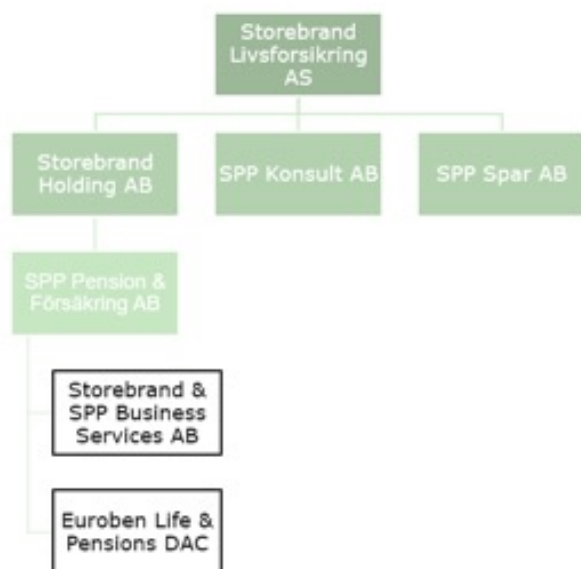 Storebrand
Livsforsikring
AS
Storebrand
Holding AB
SPP Konsult AB
SPP Spar AB
SPP Pension &
Försäkring AB
Storebrand &
SPP Business
Services AB
Euroben Life &
Pensions DAC